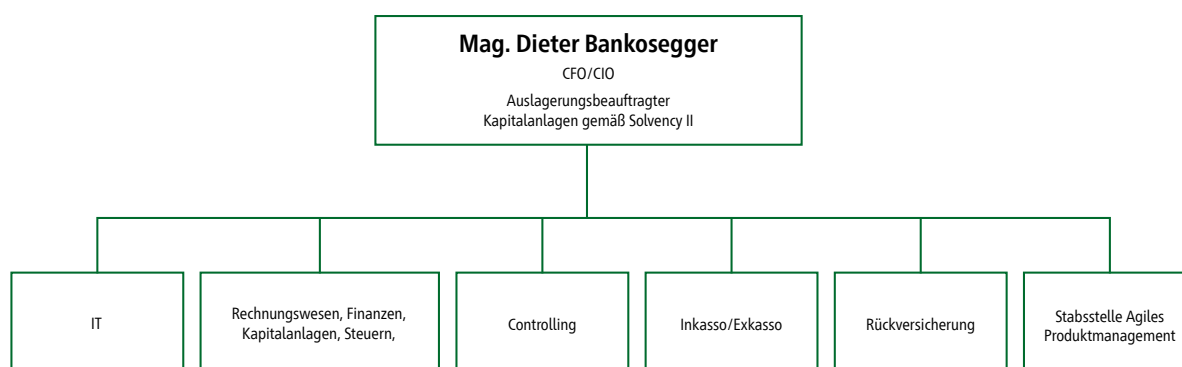 Mag. Dieter Bankosegger
CFO/CIO
Auslagerungsbeauftragter
Kapitalanlagen gemäß Solvency II
IT
Rechnungswesen, Finanzen,
Kapitalanlagen, Steuern,
Controlling
Inkasso/Exkasso
Rückversicherung
Stabsstelle Agiles
Produktmanagement